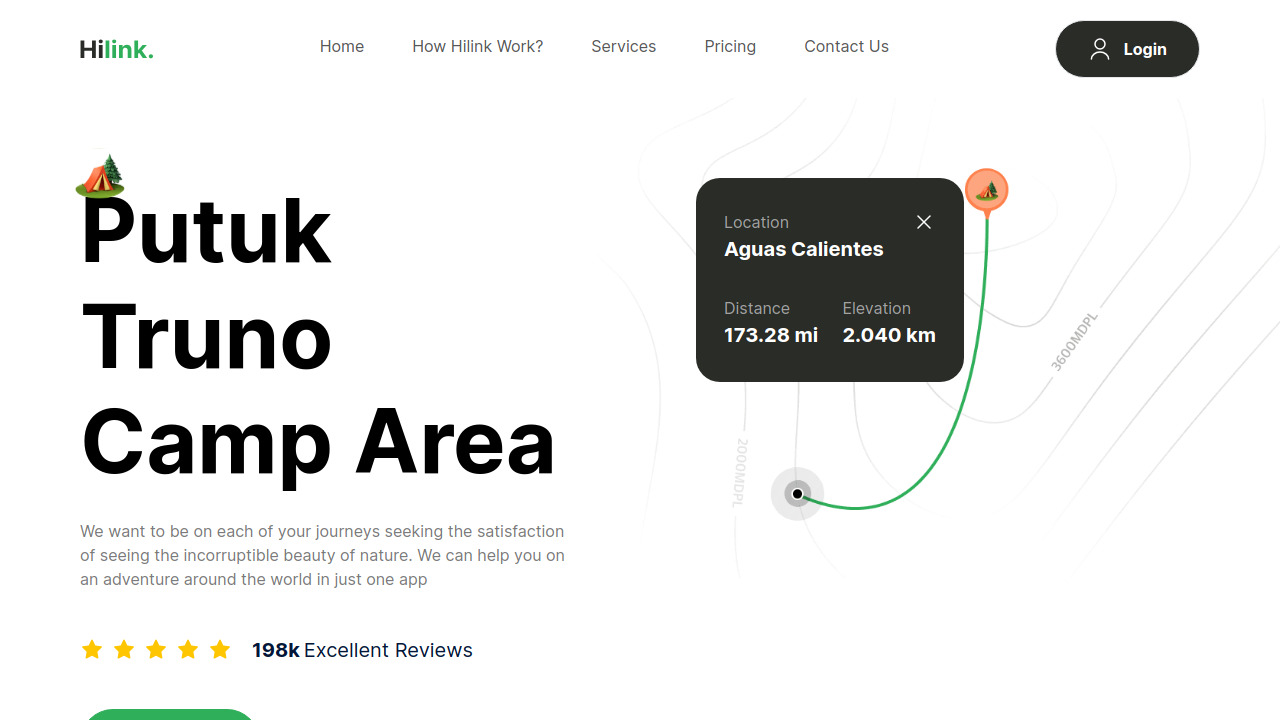 Hilink.
Home
How Hilink Work?
Services
Pricing
Contact Us
Login
Putuk
Truno
Camp Area
We want to be on each of your journeys seeking the satisfaction
of seeing the incorruptible beauty of nature. We can help you on
an adventure around the world in just one app
198k Excellent Reviews
Location
Aguas Calientes
Distance
Elevation
173.28 mi
2.040 km
3600MDPL
2000MDPL